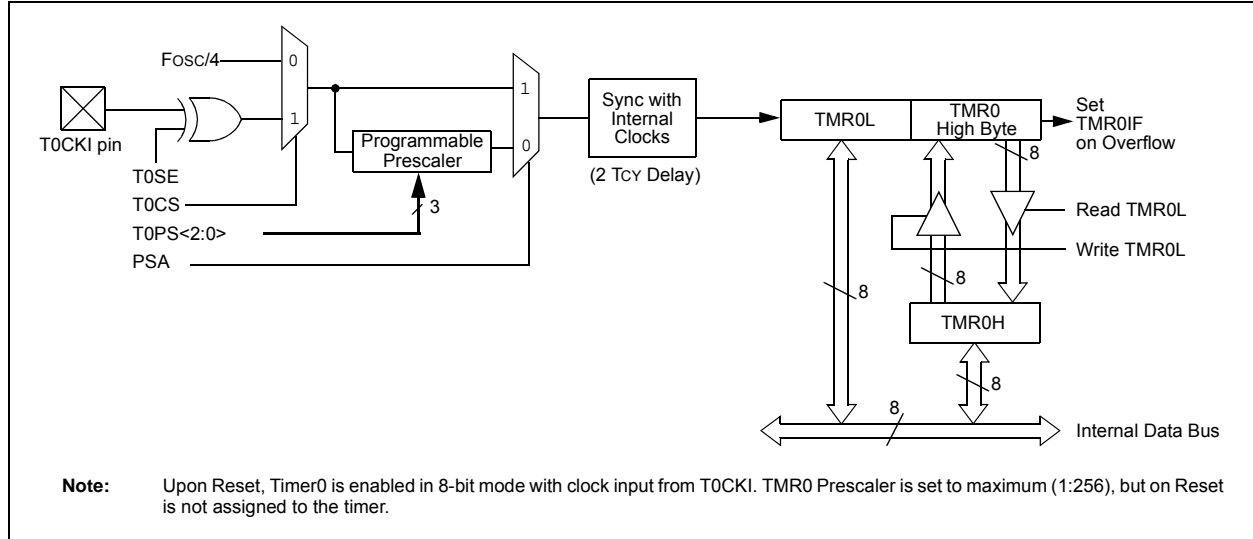 FOSC/4
0
1
T0CKI pin
T0SE
T0CS
T0PS<2:0>
PSA
Programmable
Prescaler
3
1
0
Sync with
Internal
Clocks
(2 TCY Delay)
TMR0L
TMR0
High Byte
Set
TMR0IF
on Overflow
8
Read TMR0L
Write TMR0L
8
8
TMR0H
8
8
Internal Data Bus
Note: Upon Reset, Timer0 is enabled in 8-bit mode with clock input from T0CKI. TMR0 Prescaler is set to maximum (1:256), but on Reset
is not assigned to the timer.